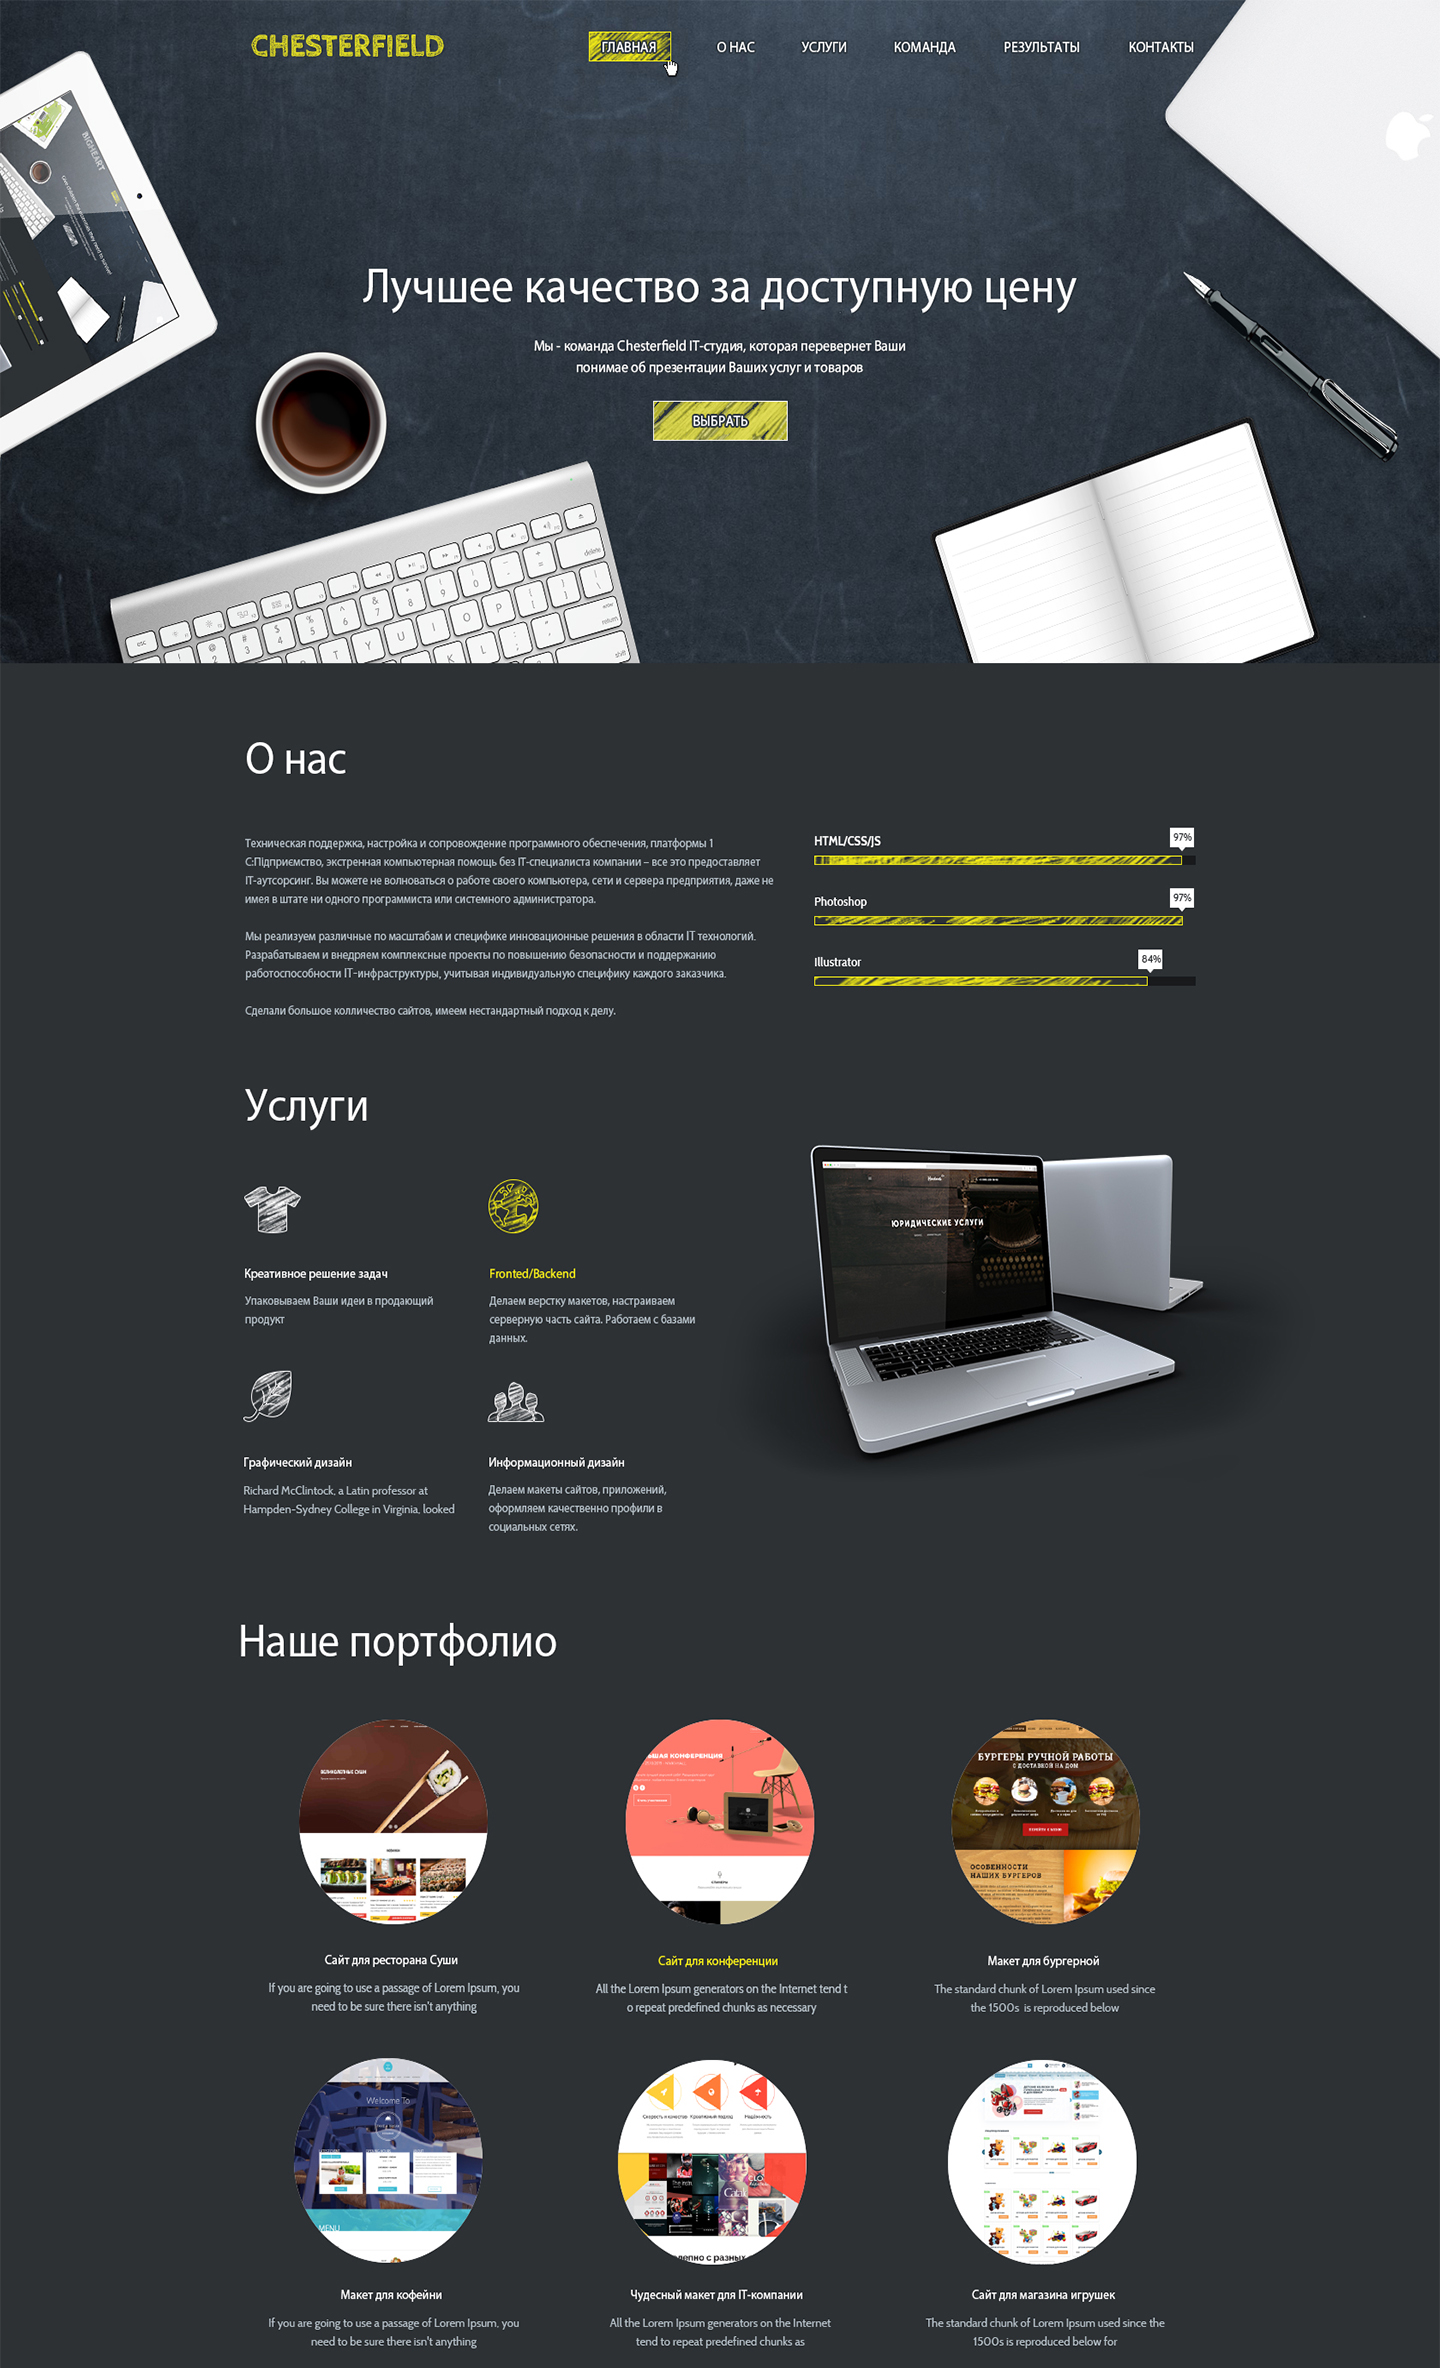 CHESTERFIELD
ГЛАВНАЯ
О НАС
УСЛУГИ
КОМАНДА
РЕЗУЛЬТАТЫ
КОНТАКТЫ
BIGHEART
Лучшее качество за доступную цену
Мы - команда Chesterfield IT-студия, которая перевернет Ваши
понимае об презентации Ваших услуг и товаров
ВЫБРАТЬ
О нас
Техническая поддержка, настройка и сопровождение программного обеспечения, платформы 1
С:Підприємство, экстренная компьютерная помощь без IT-специалиста компании – все это предоставляет
IT-аутсорсинг. Вы можете не волноваться о работе своего компьютера, сети и сервера предприятия, даже не
имея в штате ни одного программиста или системного администратора.
Мы реализуем различные по масштабам и специфике инновационные решения в области IT технологий.
Разрабатываем и внедряем комплексные проекты по повышению безопасности и поддержанию
работоспособности IT-инфраструктуры, учитывая индивидуальную специфику каждого заказчика.
Сделали большое колличество сайтов, имеем нестандартный подход к делу.
HTML/CSS/JS
97%
Photoshop
97%
Illustrator
84%
Услуги
Креативное решение задач
Упаковываем Ваши идеи в продающий
продукт
Fronted/Backend
Делаем верстку макетов, настраиваем
серверную часть сайта. Работаем с базами
данных.
Графический дизайн
Richard McClintock, a Latin professor at
Hampden-Sydney College in Virginia, looked
Информационный дизайн
Делаем макеты сайтов, приложений,
оформляем качественно профили в
социальных сетях.
ЮРИДИЧЕСКИЕ УСЛУГИ
Наше портфолио
ВЕЛИКОЛЕПНЫЕ СУШИ
КОНФЕРЕНЦИЯ
БУРГЕРЫ РУЧНОЙ РАБОТЫ
С ДОСТАВКОЙ НА ДОМ
ОСОБЕННОСТИ
НАШИХ БУРГЕРОВ
Сайт для ресторана Суши
If you are going to use a passage of Lorem Ipsum, you
need to be sure there isn't anything
Сайт для конференции
All the Lorem Ipsum generators on the Internet tend t
o repeat predefined chunks as necessary
Макет для бургерной
The standard chunk of Lorem Ipsum used since
the 1500s is reproduced below
Welcome To
MENU
Скорость и качество
Креативный подход
Надёжность
Макет для кофейни
If you are going to use a passage of Lorem Ipsum, you
need to be sure there isn't anything
Чудесный макет для IT-компании
All the Lorem Ipsum generators on the Internet
tend to repeat predefined chunks as
Сайт для магазина игрушек
The standard chunk of Lorem Ipsum used since the
1500s is reproduced below for